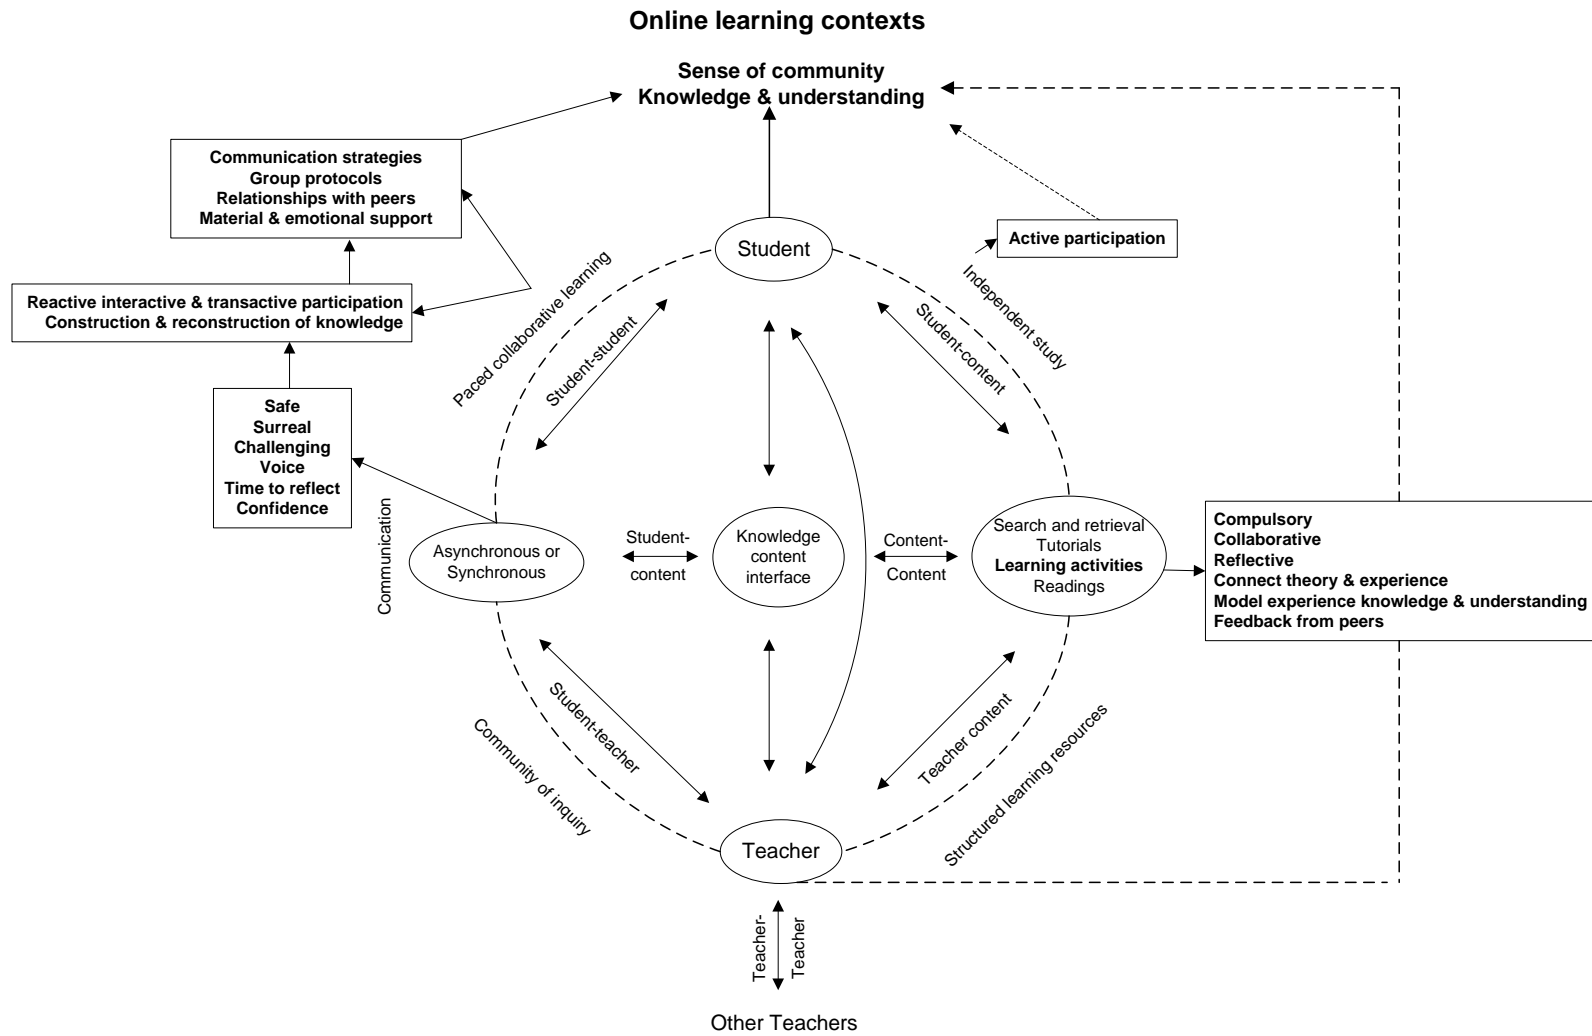 Online learning contexts
Sense of community
Knowledge & understanding
Communication strategies
Group protocols
Relationships with peers
Material & emotional support
Student
Active participation
Reactive interactive & transactive participation
Construction & reconstruction of knowledge
Paced collaborative learning
Student-student
Student-content
Independent study
Safe
Surreal
Challenging
Voice
Time to reflect
Confidence
Communication
Asynchronous or
Synchronous
Student-
content
Knowledge
content
interface
Content-
Content
Search and retrieval
Tutorials
Learning activities
Readings
Compulsory
Collaborative
Reflective
Connect theory & experience
Model experience knowledge & understanding
Feedback from peers
Student-teacher
Community of inquiry
Teacher content
Structured learning resources
Teacher
Teacher-
Teacher
Other Teachers